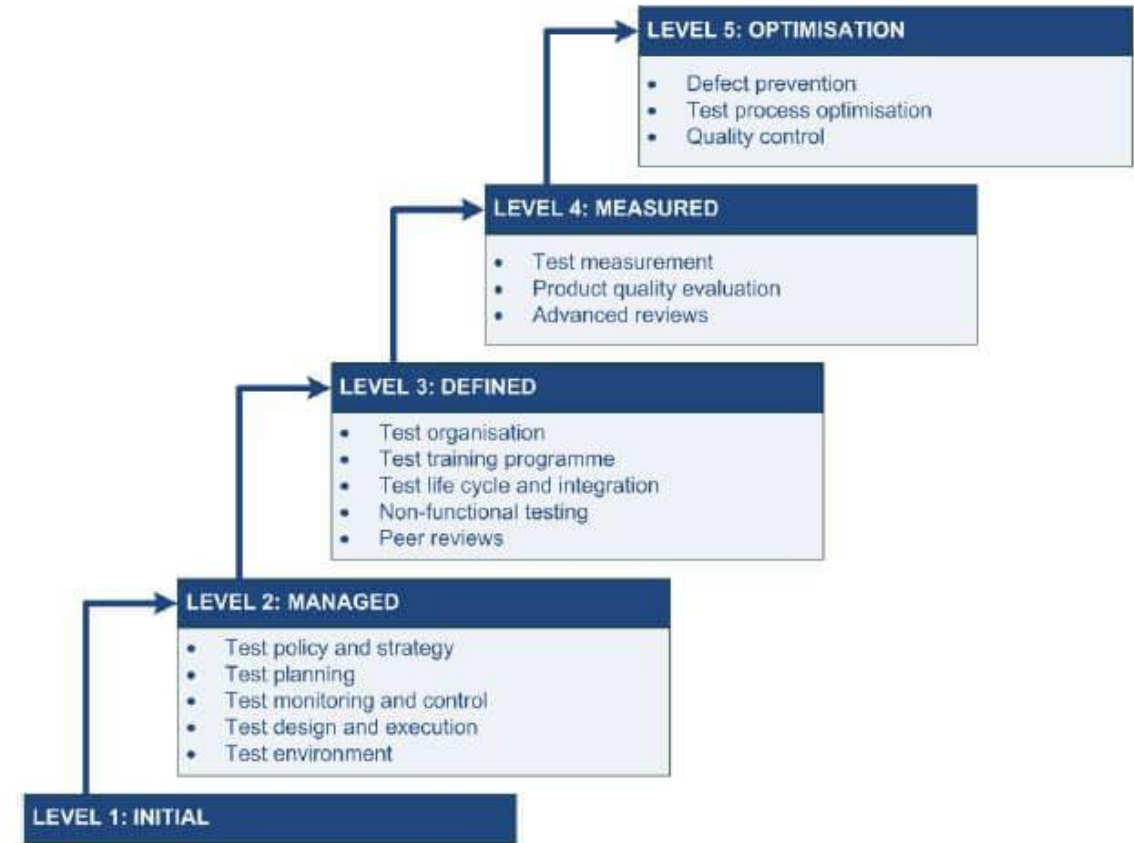 LEVEL 5: OPTIMISATION
• Defect prevention
• Test process optimisation
• Quality control
LEVEL 4: MEASURED
• Test measurement
• Product quality evaluation
• Advanced reviews
LEVEL 3: DEFINED
• Test organisation
• Test training programme
• Test life cycle and integration
• Non-functional testing
• Peer reviews
LEVEL 2: MANAGED
• Test policy and strategy
• Test planning
• Test monitoring and control
• Test design and execution
• Test environment
LEVEL 1: INITIAL